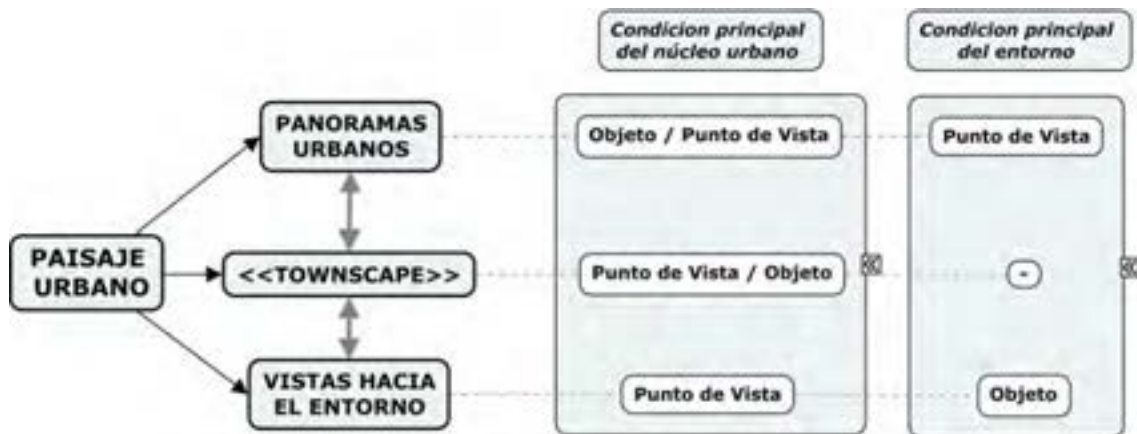 Condicion principal
del núcleo urbano
Condicion principal
del entorno
PANORAMAS
URBANOS
Objeto / Punto de Vista
Punto de Vista
PAISAJE
URBANO
<<TOWNSCAPE>>
Punto de Vista / Objeto
-
VISTAS HACIA
EL ENTORNO
Punto de Vista
Objeto